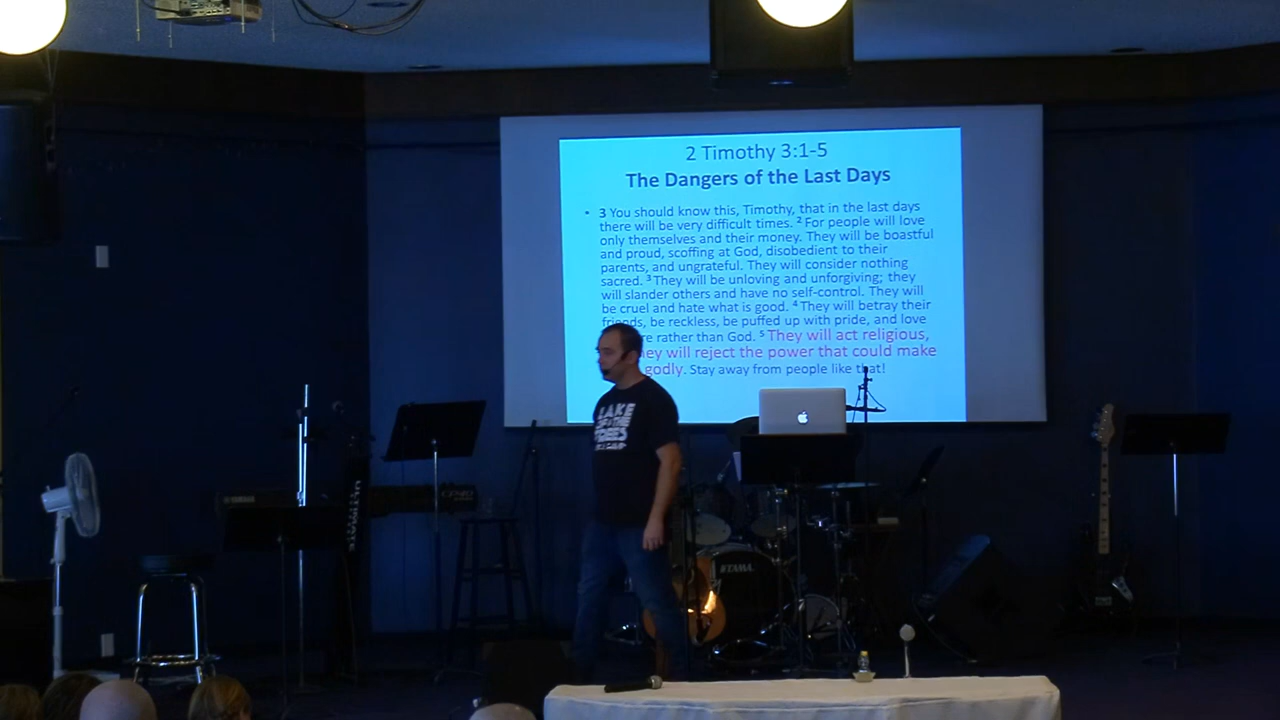 2 Timothy 3:1-5
The Dangers of the Last Days
• 3 You should know this, Timothy, that in the last days
there will be very difficult times. 2 For people will love
only themselves and their money. They will be boastful
and proud, scoffing at God, disobedient to their
parents, and ungrateful. They will consider nothing
sacred. 3 They will be unloving and unforgiving; they
will slander others and have no self-control. They will
be cruel and hate what is good. 4 They will betray their
friends, be reckless, be puffed up with pride, and love
re rather than God. 5 They will act religious,
ey will reject the power that could make
godly. Stay away from people like that!
LAKE
TREES
YAMAHA
ULTIMATE
TAMA